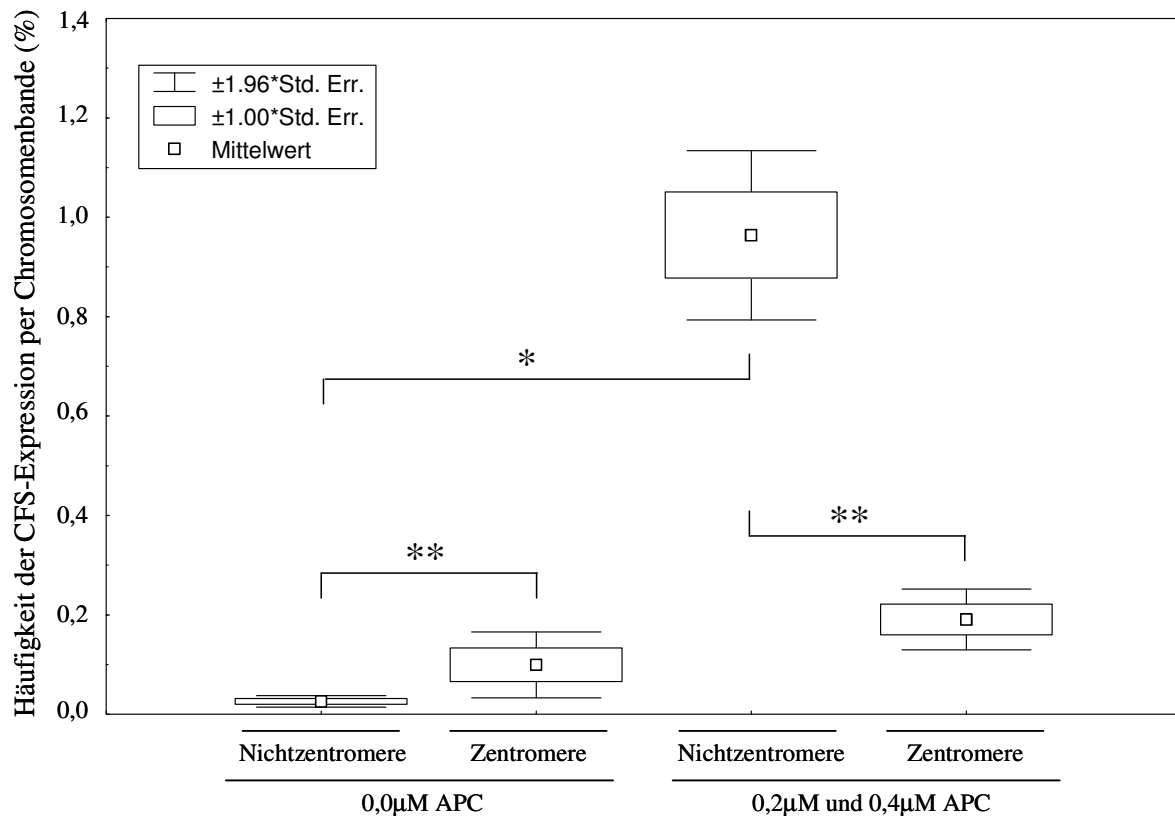 Häufigkeit der CFS-Expression per Chromosomenbande (%)
1,4
1,2
1,0
0,8
0,6
0,4
0,2
0,0
±1.96*Std. Err.
±1.00*Std. Err.
Mittelwert
*
**
**
Nichtzentromere Zentromere Nichtzentromere Zentromere
0,0µM APC 0,2µM und 0,4µM APC